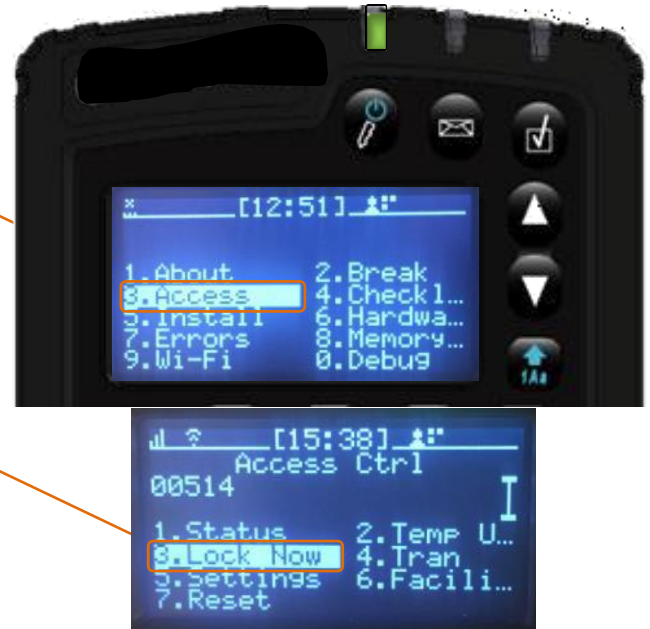 1Aa
[12:51]
1.About 2.Break
3.Access 4.Checkl...
5.Install 6.Hardwa...
7.Errors 8.Memory...
9.Wi-Fi 0.Debug
[15:38]
Access Ctrl
00514
1.Status 2.Temp U...
3.Lock Now 4.Tran
5.Settings 6.Facili...
7.Reset